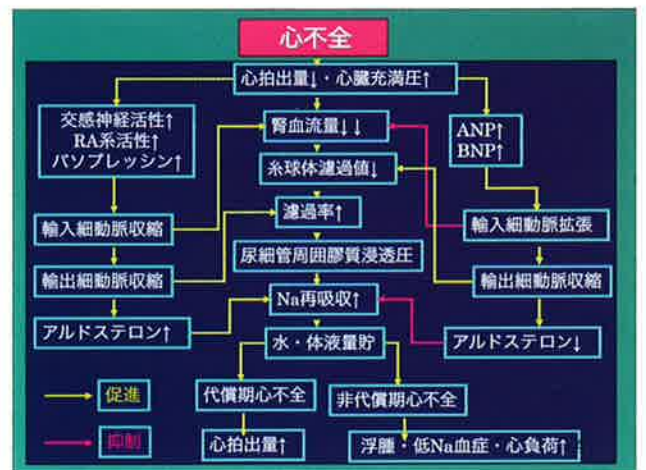 心不全
心拍出量↓・心臓充満圧↑
交感神経活性↑
RA系活性↑
バソプレッシン↑
腎血流量↓↓
ANP↑
BNP↑
糸球体濾過値↓
濾過率↑
輸入細動脈収縮
輸入細動脈拡張
尿細管周囲膠質浸透圧
輸出細動脈収縮
輸出細動脈収縮
Na再吸収↑
アルドステロン↑
水・体液量貯
アルドステロン↓
促進
代償期心不全
非代償期心不全
抑制
心拍出量↑
浮腫・低Na血症・心負荷↑